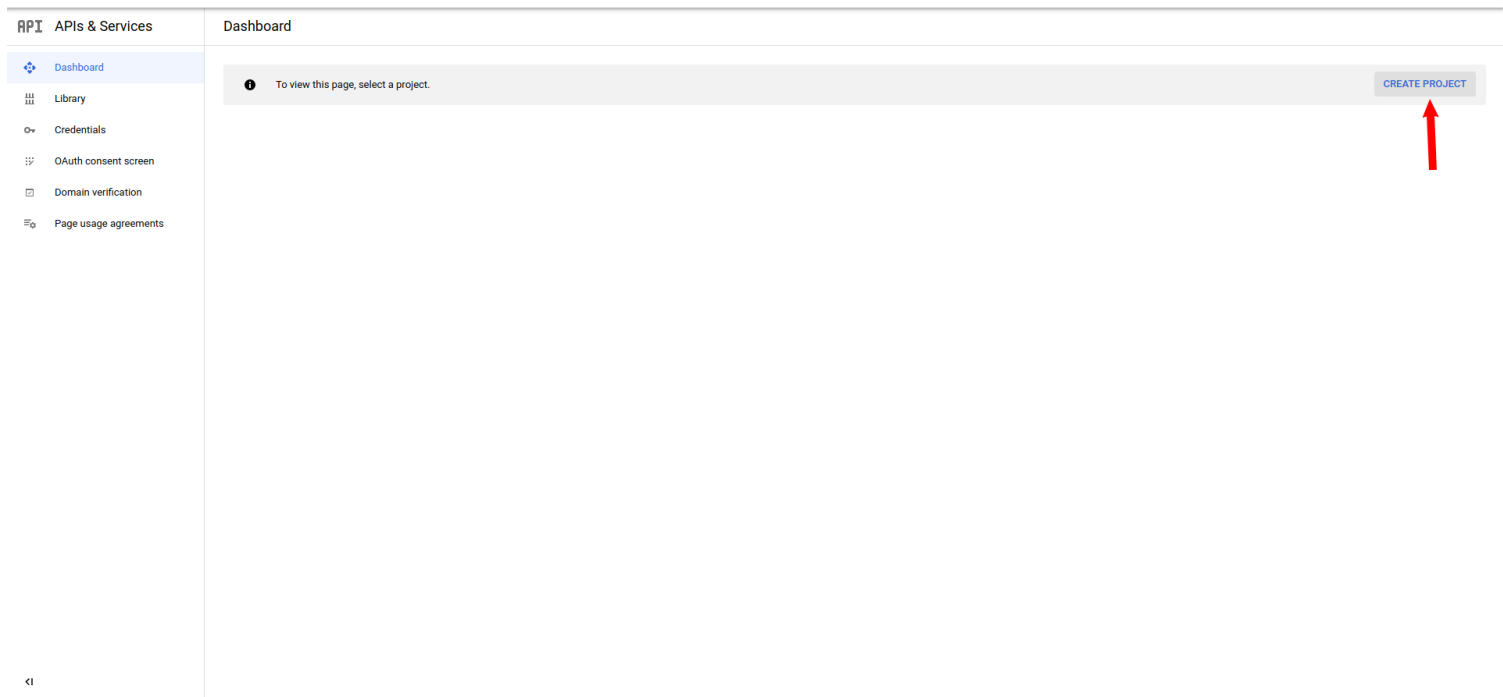 API APIs & Services
Dashboard
Dashboard
To view this page, select a project.
CREATE PROJECT
Library
Credentials
OAuth consent screen
Domain verification
Page usage agreements